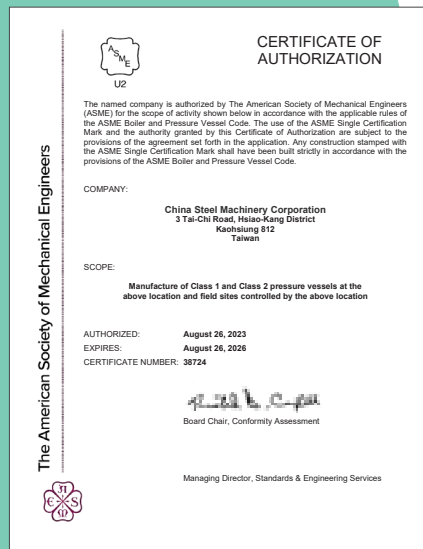 ASME
U2
CERTIFICATE OF
AUTHORIZATION
The named company is authorized by The American Society of Mechanical Engineers
(ASME) for the scope of activity shown below in accordance with the applicable rules of
the ASME Boiler and Pressure Vessel Code. The use of the ASME Single Certification
Mark and the authority granted by this Certificate of Authorization are subject to the
provisions of the agreement set forth in the application. Any construction stamped with
the ASME Single Certification Mark shall have been built strictly in accordance with the
provisions of the ASME Boiler and Pressure Vessel Code.
COMPANY:
China Steel Machinery Corporation
3 Tai-Chi Road, Hsiao-Kang District
Kaohsiung 812
Taiwan
SCOPE:
Manufacture of Class 1 and Class 2 pressure vessels at the
above location and field sites controlled by the above location
AUTHORIZED: August 26, 2023
EXPIRES: August 26, 2026
CERTIFICATE NUMBER: 38724
Board Chair, Conformity Assessment
Managing Director, Standards & Engineering Services
The American Society of Mechanical Engineers